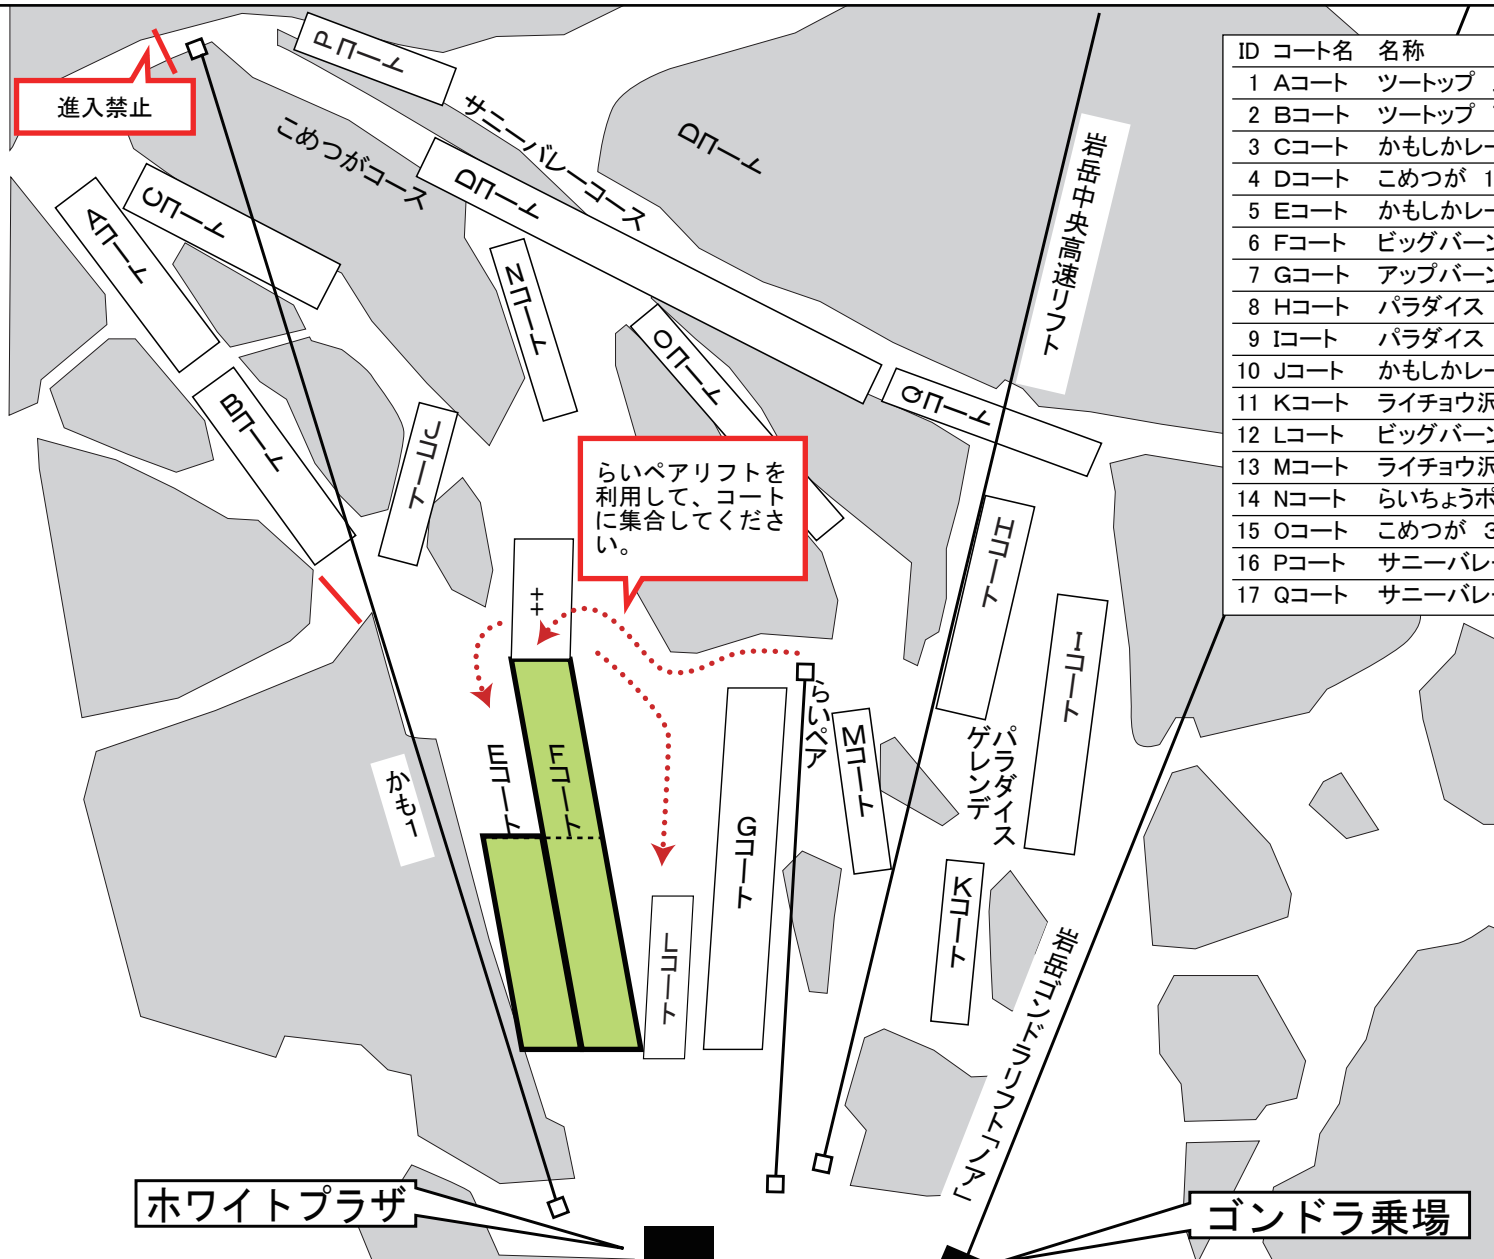 進入禁止
Pコート
サニーバレーコース
こめつがコース
Dコート
Dコート
岩岳中央高速リフト
Cコート
Aコート
Nコート
Oコート
Qコート
Bコート
Jコート
らいペアリフトを
利用して、コート
に集合してくださ
い。
Hコート
Iコート
‡‡
Eコート
Fコート
らいペア
Mコート
パラダイス
ゲレンデ
かも1
Gコート
Kコート
Lコート
岩岳ゴンドラリフト「ノア」
ホワイトプラザ
ゴンドラ乗場
ID コート名 名称
1 Aコート ツートップ
2 Bコート ツートップ
3 Cコート かもしかレー
4 Dコート こめつが 1
5 Eコート かもしかレー
6 Fコート ビッグバーン
7 Gコート アップバーン
8 Hコート パラダイス
9 Iコート パラダイス
10 Jコート かもしかレー
11 Kコート ライチョウ沢
12 Lコート ビッグバーン
13 Mコート ライチョウ沢
14 Nコート らいちょうポ
15 Oコート こめつが 3
16 Pコート サニーバレー
17 Qコート サニーバレー